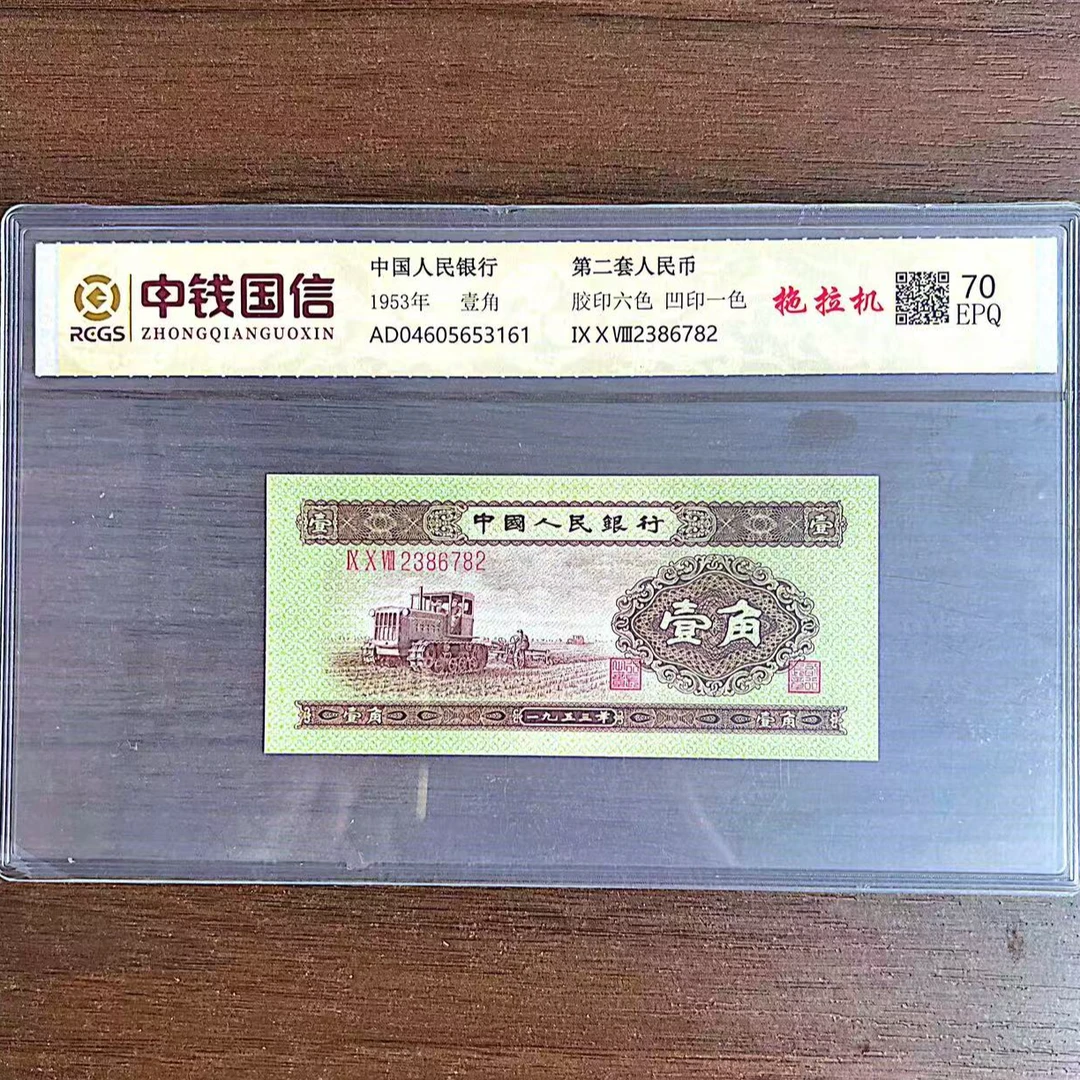 RCGS
中钱国信
ZHONGQIANGUOXIN
中国人民银行
1953年 壹角
AD04605653161
第二套人民币
胶印六色 凹印一色
ⅨⅩⅧ2386782
拖拉机
70
EPQ
壹 中國人民銀行 壹
ⅨⅩⅧ2386782
壹角
壹角 一九五三年 壹角